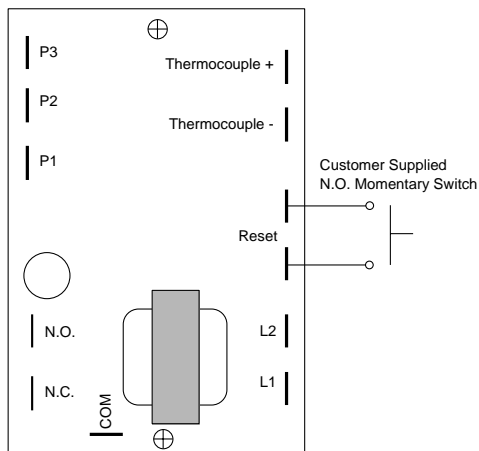 P3
P2
P1
Thermocouple +
Thermocouple -
Customer Supplied
N.O. Momentary Switch
Reset
N.O.
N.C.
COM
L2
L1